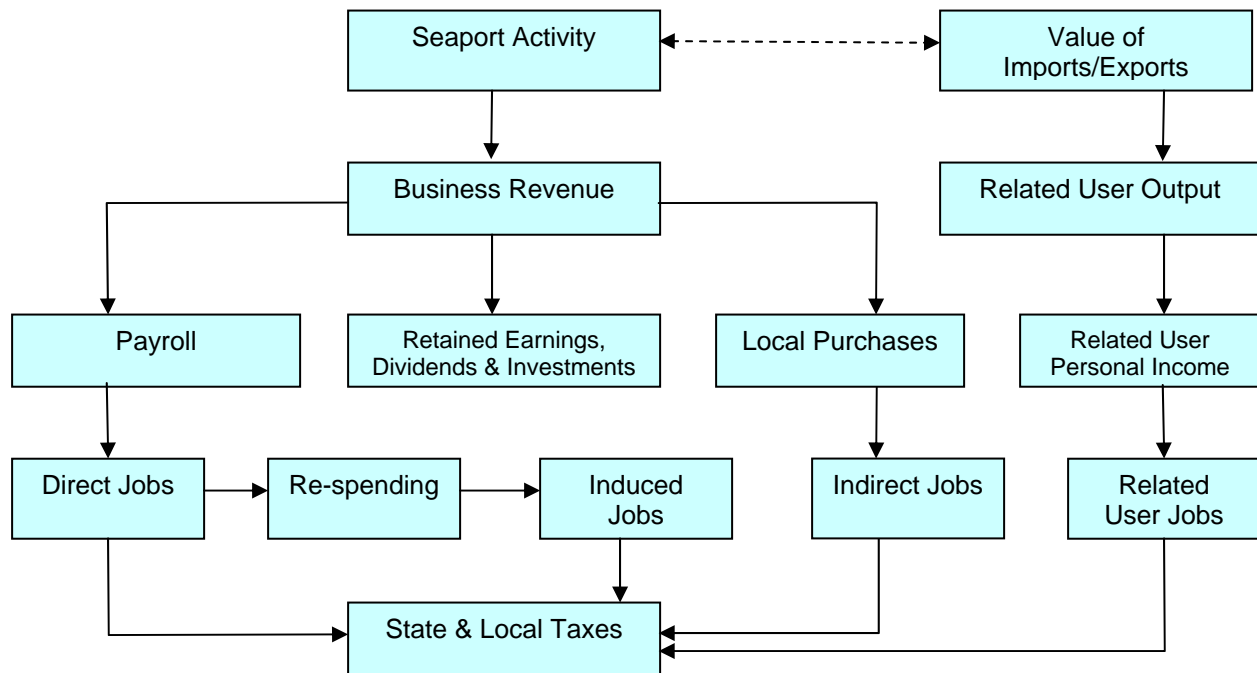 Seaport Activity
Value of
Imports/Exports
Business Revenue
Related User Output
Payroll
Retained Earnings,
Dividends & Investments
Local Purchases
Related User
Personal Income
Direct Jobs
Re-spending
Induced
Jobs
Indirect Jobs
Related
User Jobs
State & Local Taxes